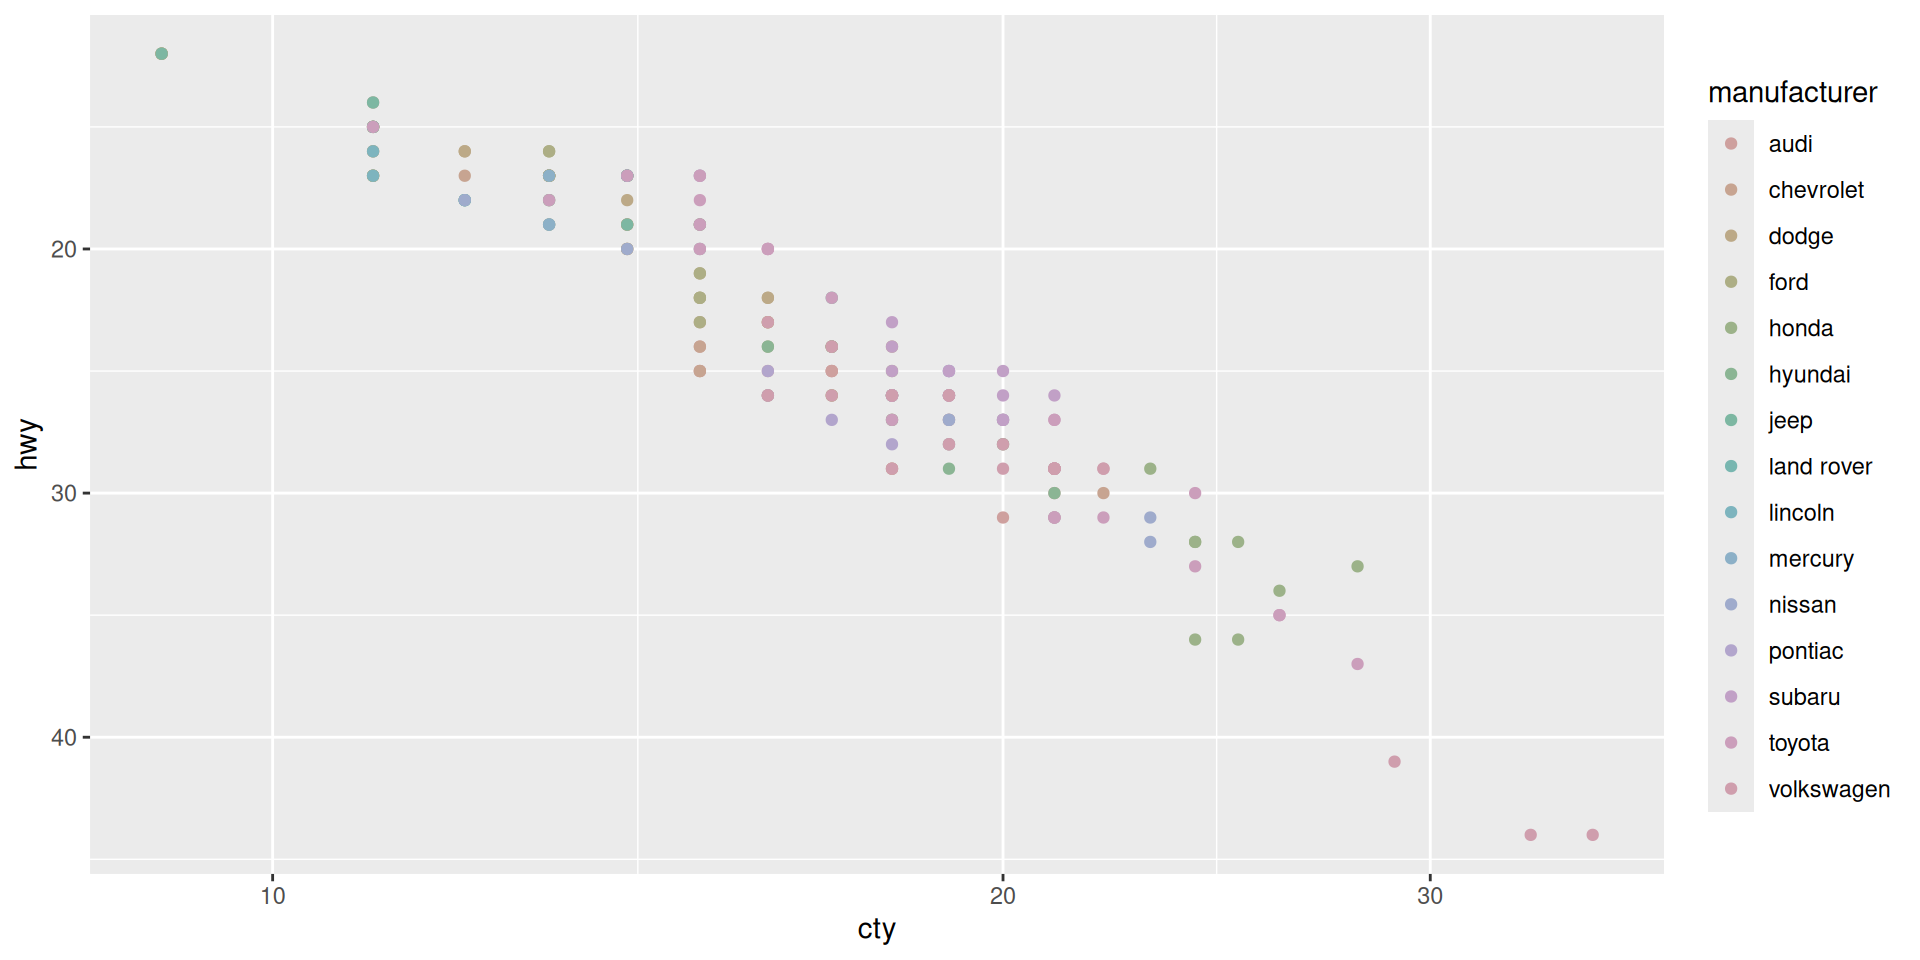 hwy
20
30
40
10
20
30
cty
manufacturer
audi
chevrolet
dodge
ford
honda
hyundai
jeep
land rover
lincoln
mercury
nissan
pontiac
subaru
toyota
volkswagen